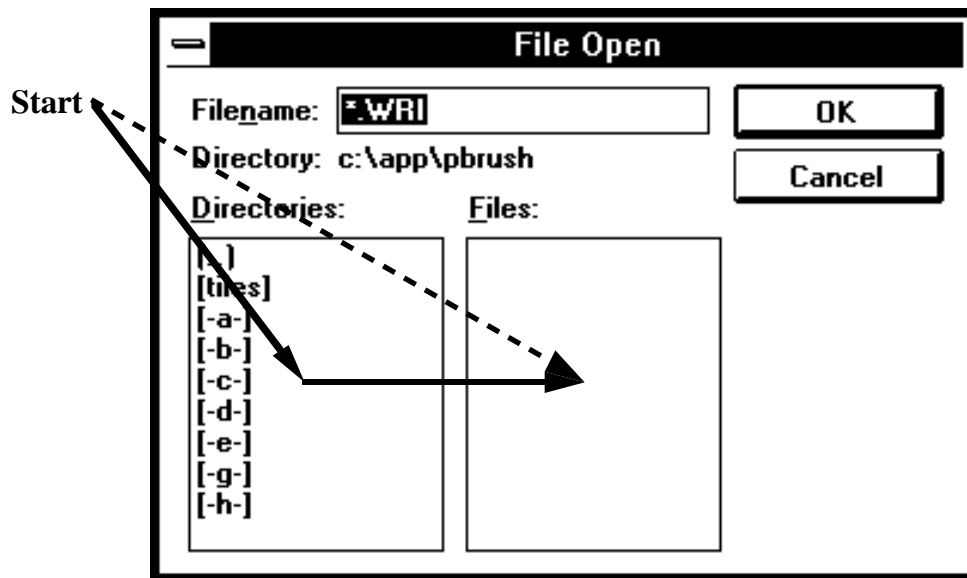 File Open
Start
Filename: *.WRI
OK
Directory: c:\app\pbrush
Cancel
Directories: Files:
[tiles]
[-a-]
[-b-]
[-c-]
[-d-]
[-e-]
[-g-]
[-h-]